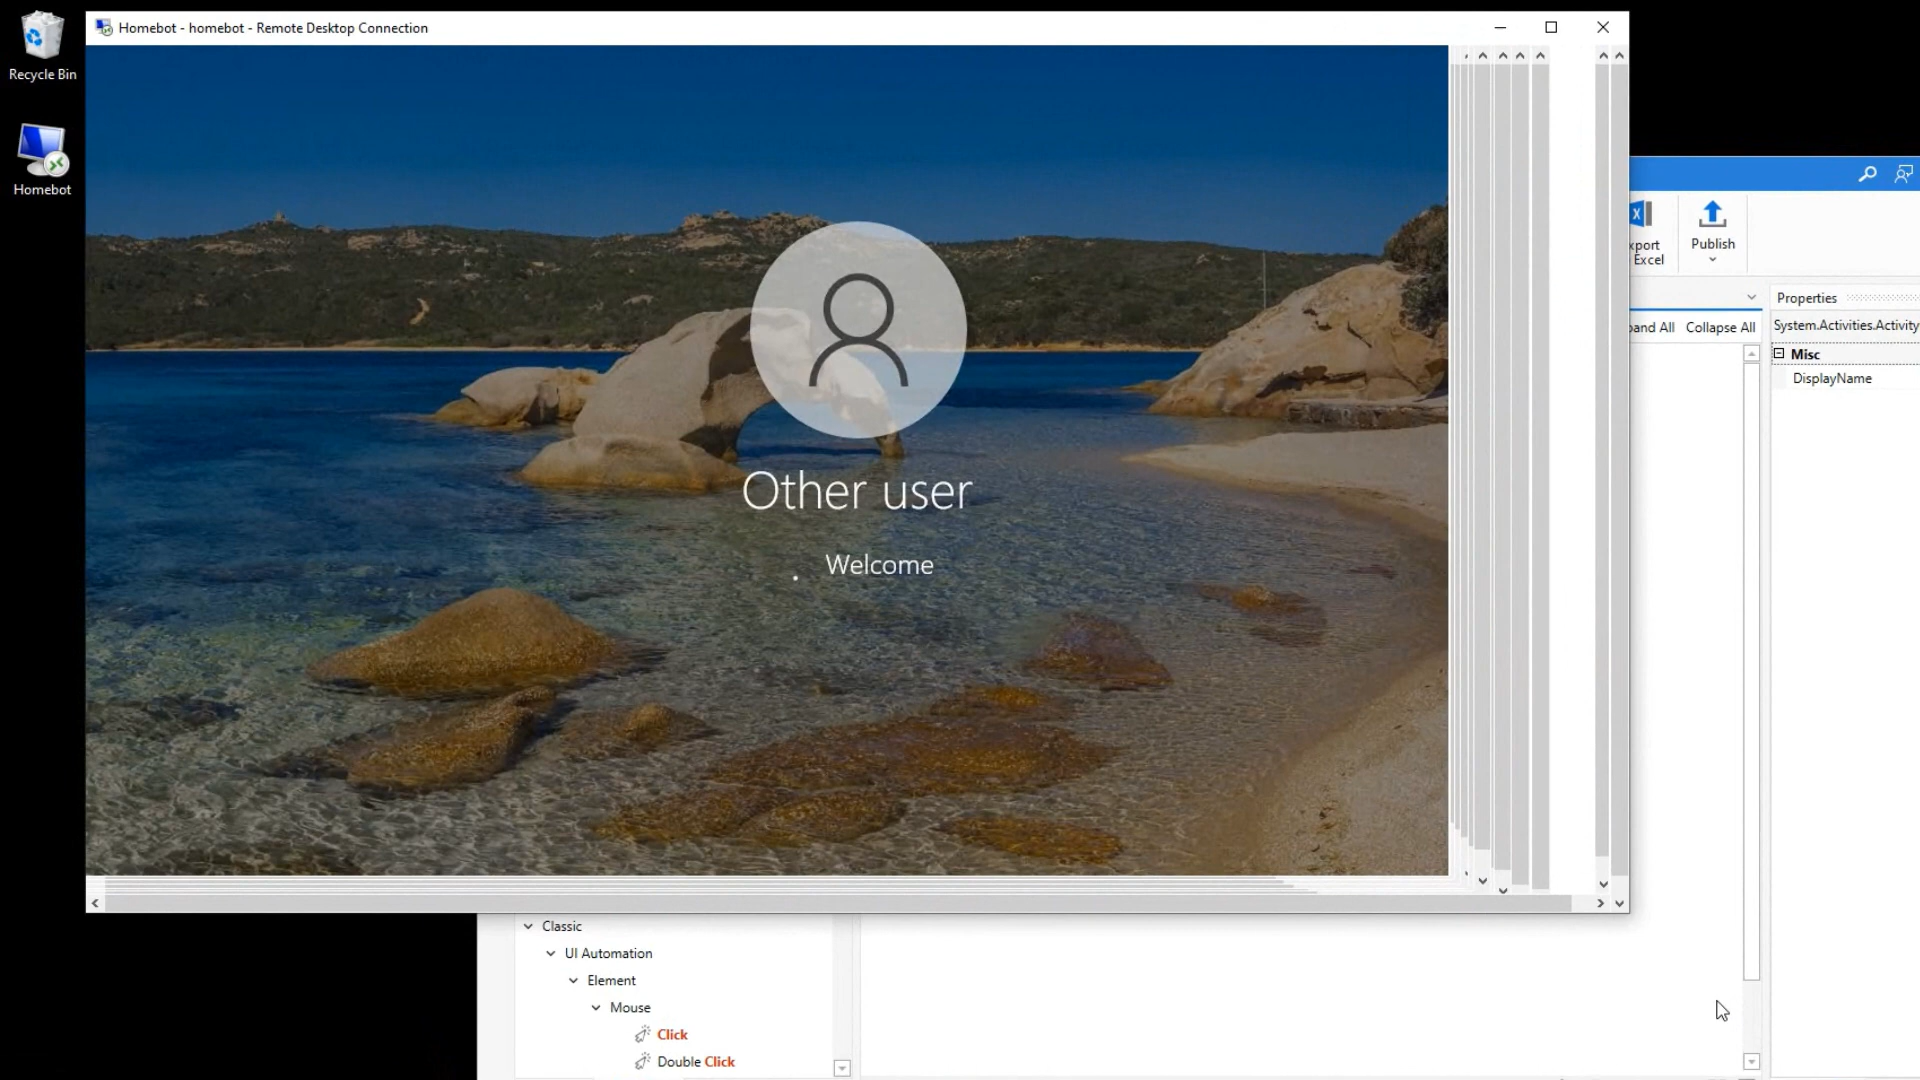 Homebot - homebot - Remote Desktop Connection
Recycle Bin
Homebot
Publish
Excel
Properties
Collapse All
System.Activities.Activity
Misc
DisplayName
Other user
Welcome
Classic
UI Automation
Element
Mouse
Click
Double Click